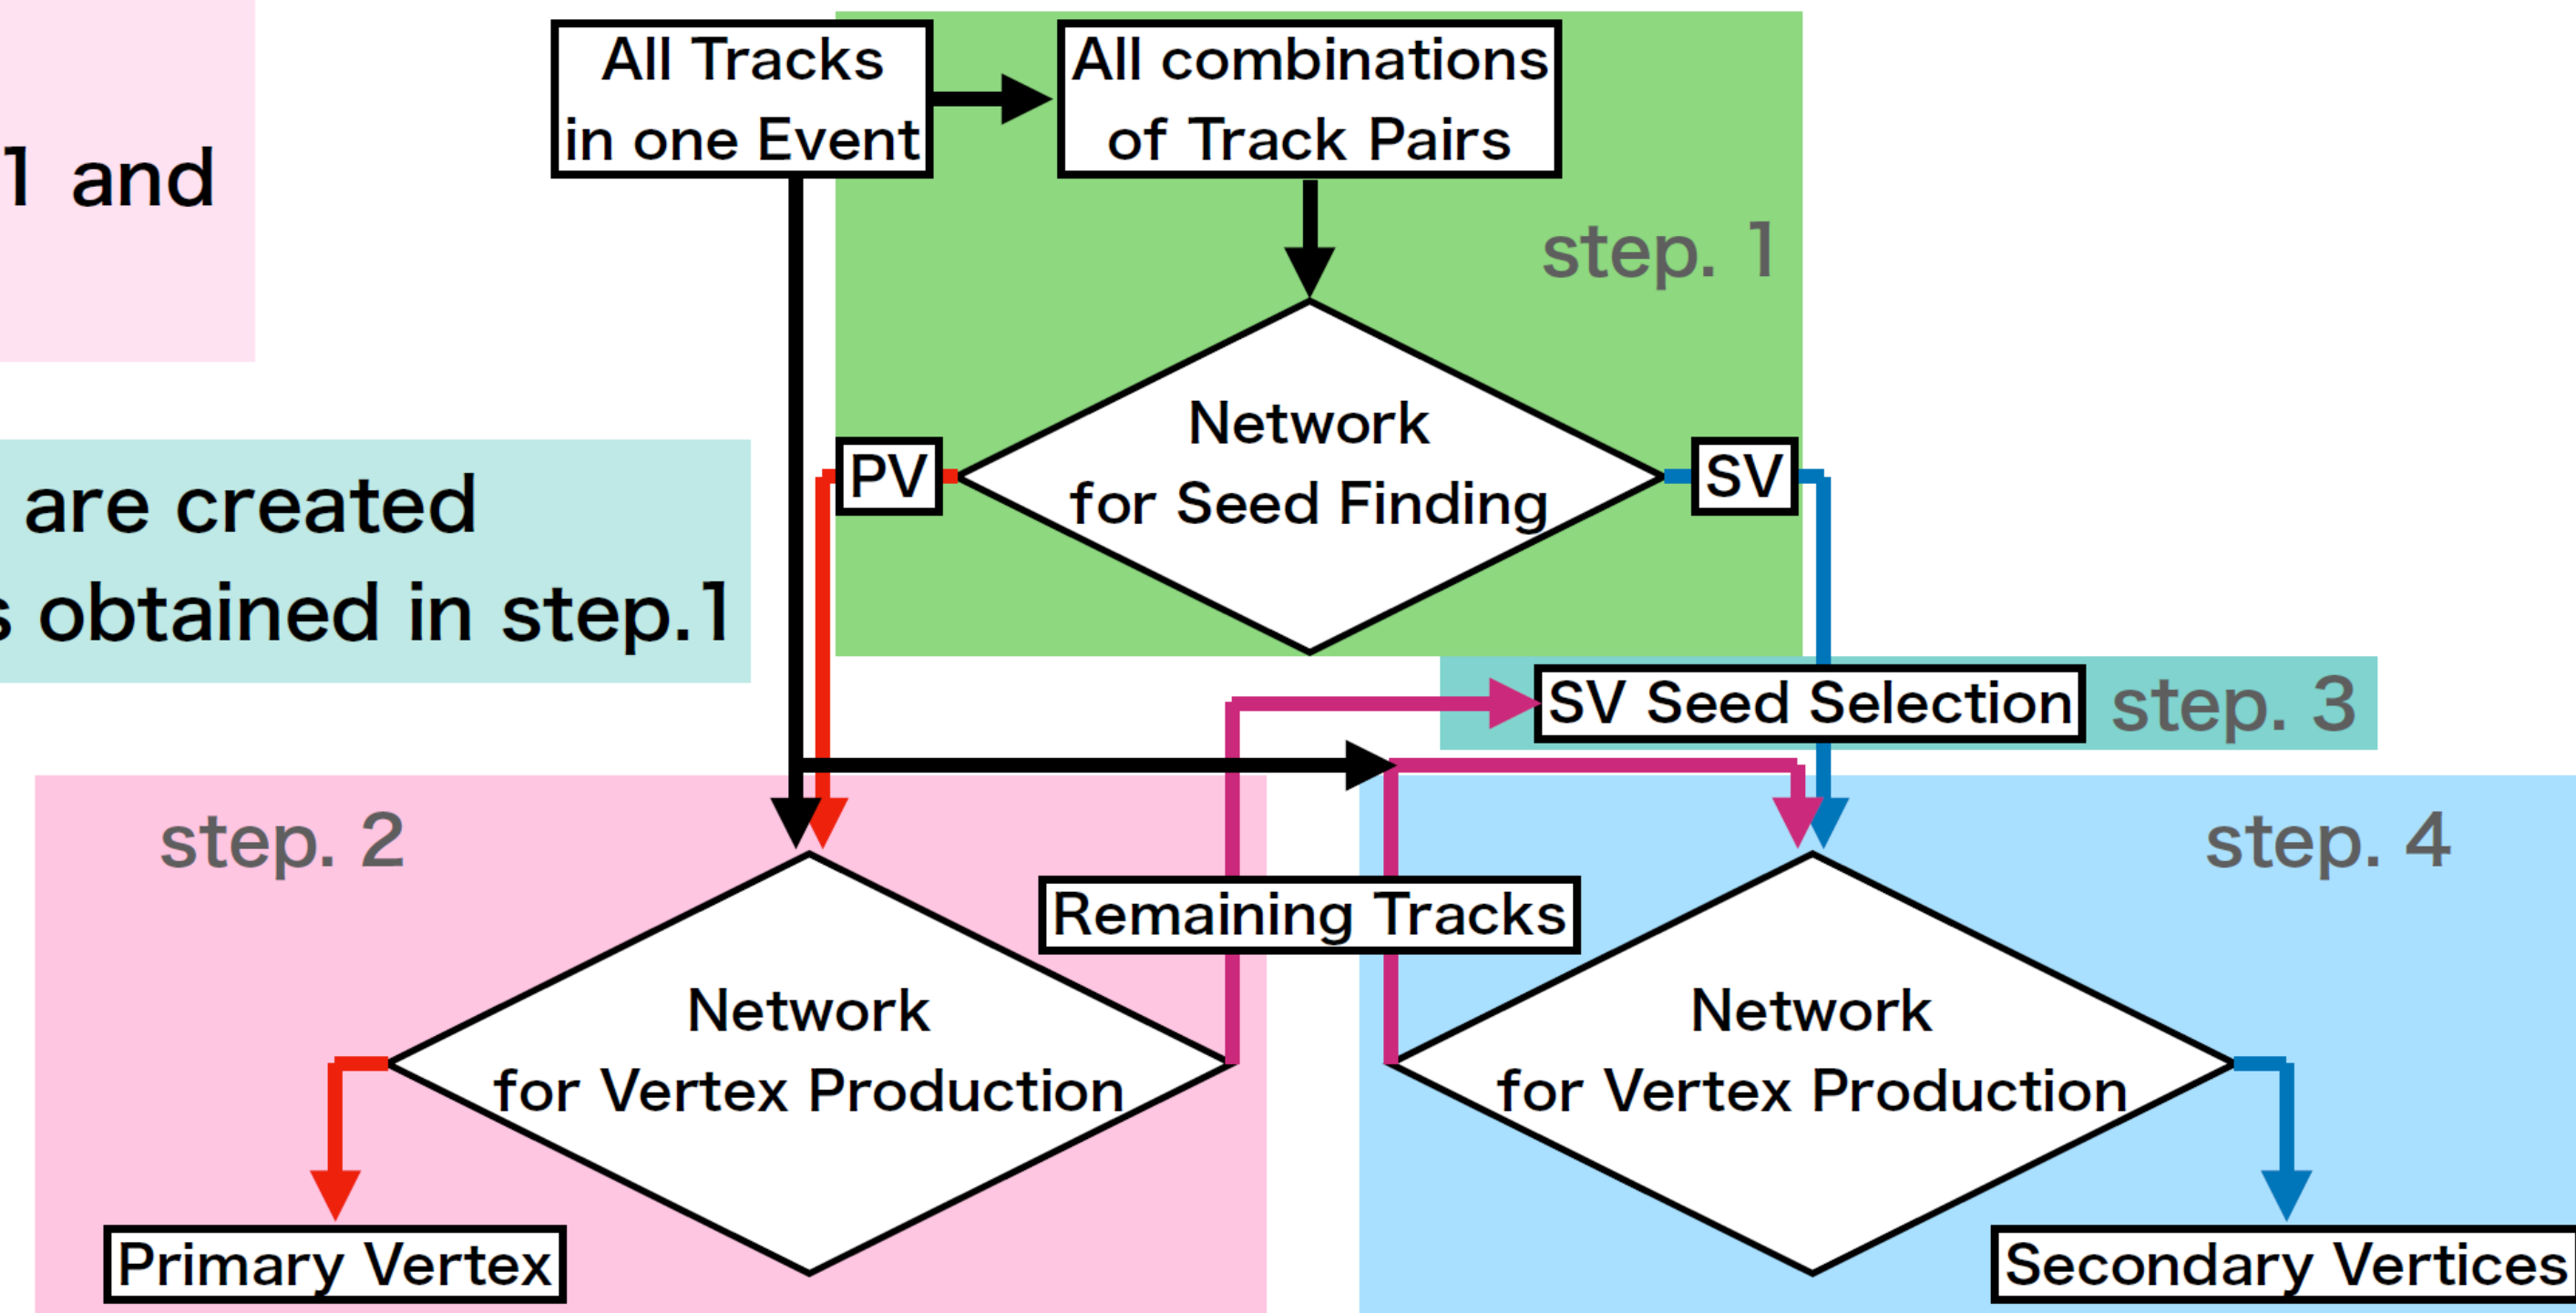 1 and
are created
s obtained in step.1
All Tracks
in one Event
All combinations
of Track Pairs
step. 1
Network
for Seed Finding
PV
SV
SV Seed Selection
step. 3
step. 2
step. 4
Remaining Tracks
Network
for Vertex Production
Network
for Vertex Production
Primary Vertex
Secondary Vertices